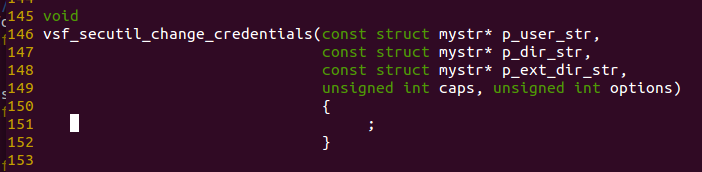 145 void
146 vsf_secutil_change_credentials(const struct mystr* p_user_str,
147                                const struct mystr* p_dir_str,
148                                const struct mystr* p_ext_dir_str,
149                                unsigned int caps, unsigned int options)
150                                {
151                                     ;
152                                }
153